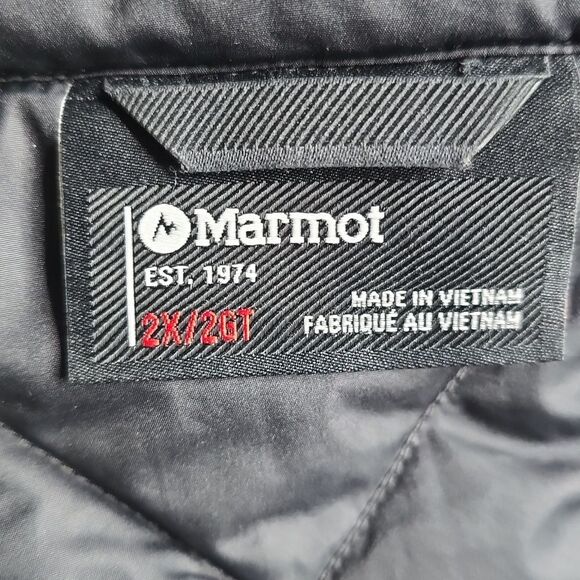 Marmot
EST. 1974
2X/2GT
MADE IN VIETNAM
FABRIQUÉ AU VIETNAM